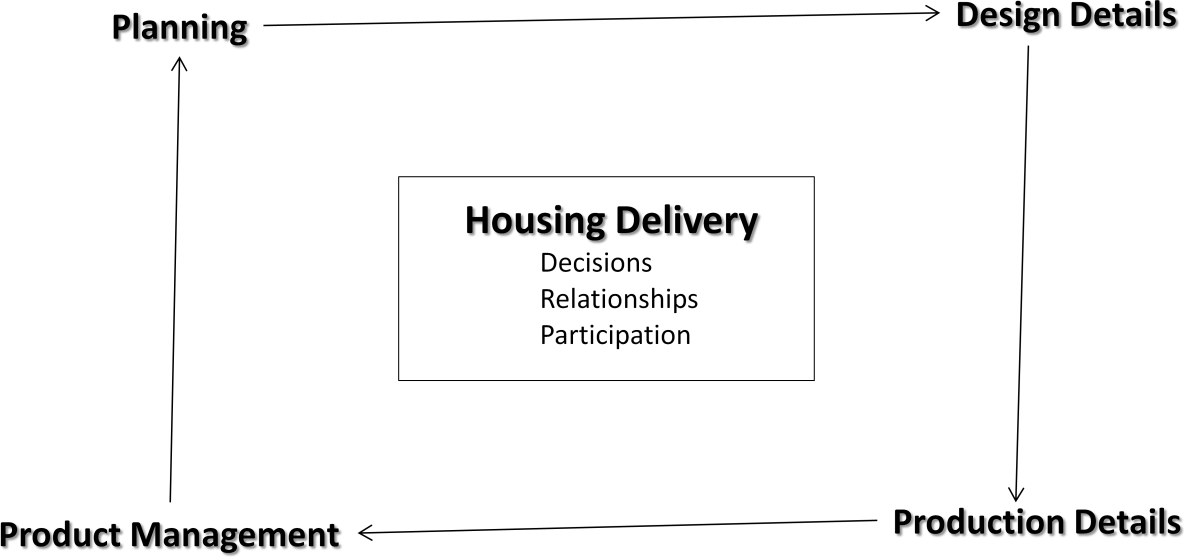 Planning
Design Details
Housing Delivery
Decisions
Relationships
Participation
Product Management
Production Details